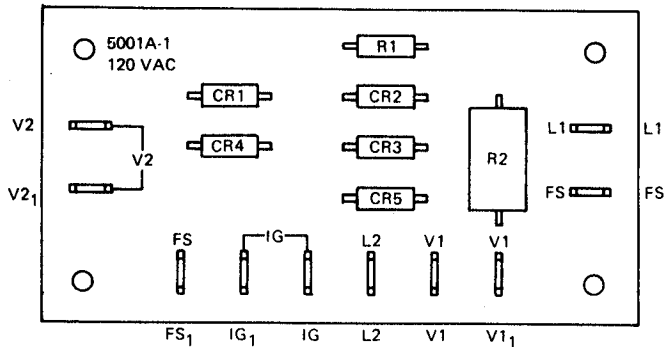 5001A-1
120 VAC
R1
CR1
CR2
V2
L1
L1
V2
CR4
CR3
R2
V2₁
CR5
FS
FS
FS
IG
L2
V1
V1
FS₁
IG₁
IG
L2
V1
V1₁